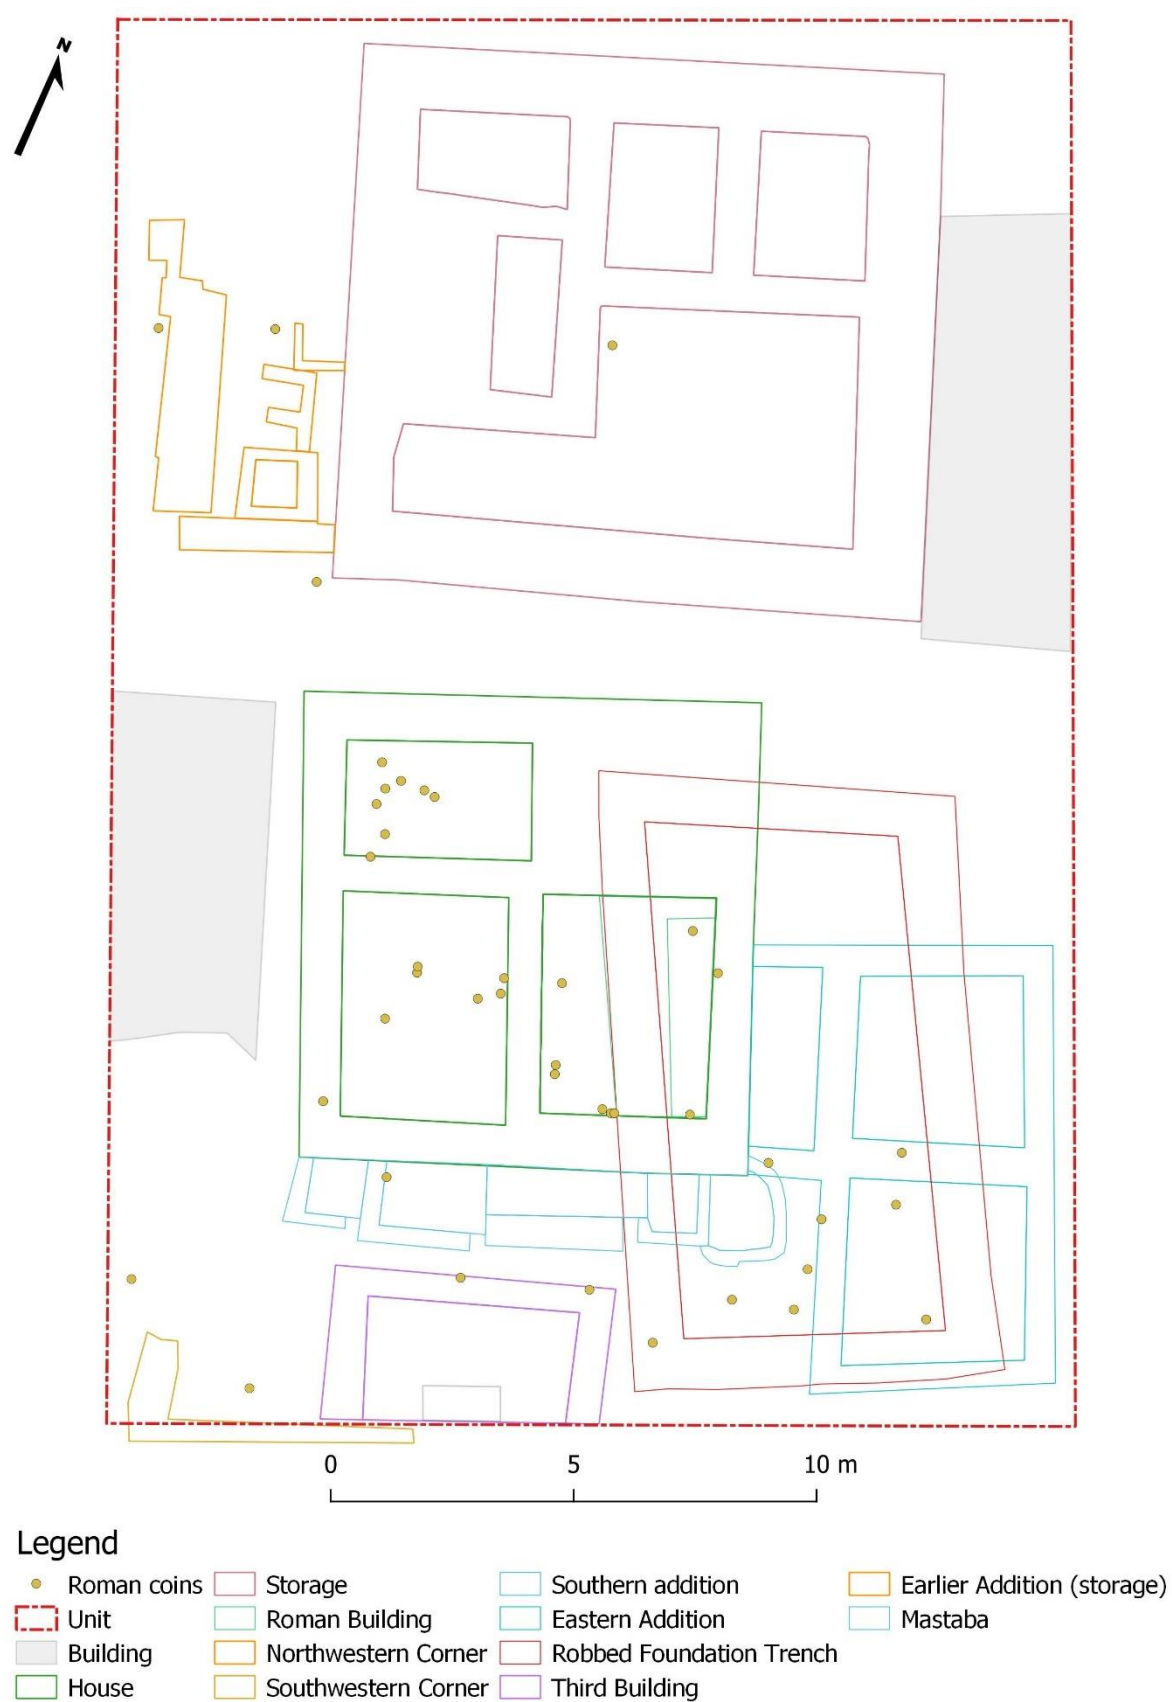 N
0 5 10 m
Legend
Roman coins Storage Southern addition Earlier Addition (storage)
Unit Roman Building Eastern Addition Mastaba
Building Northwestern Corner Robbed Foundation Trench
House Southwestern Corner Third Building